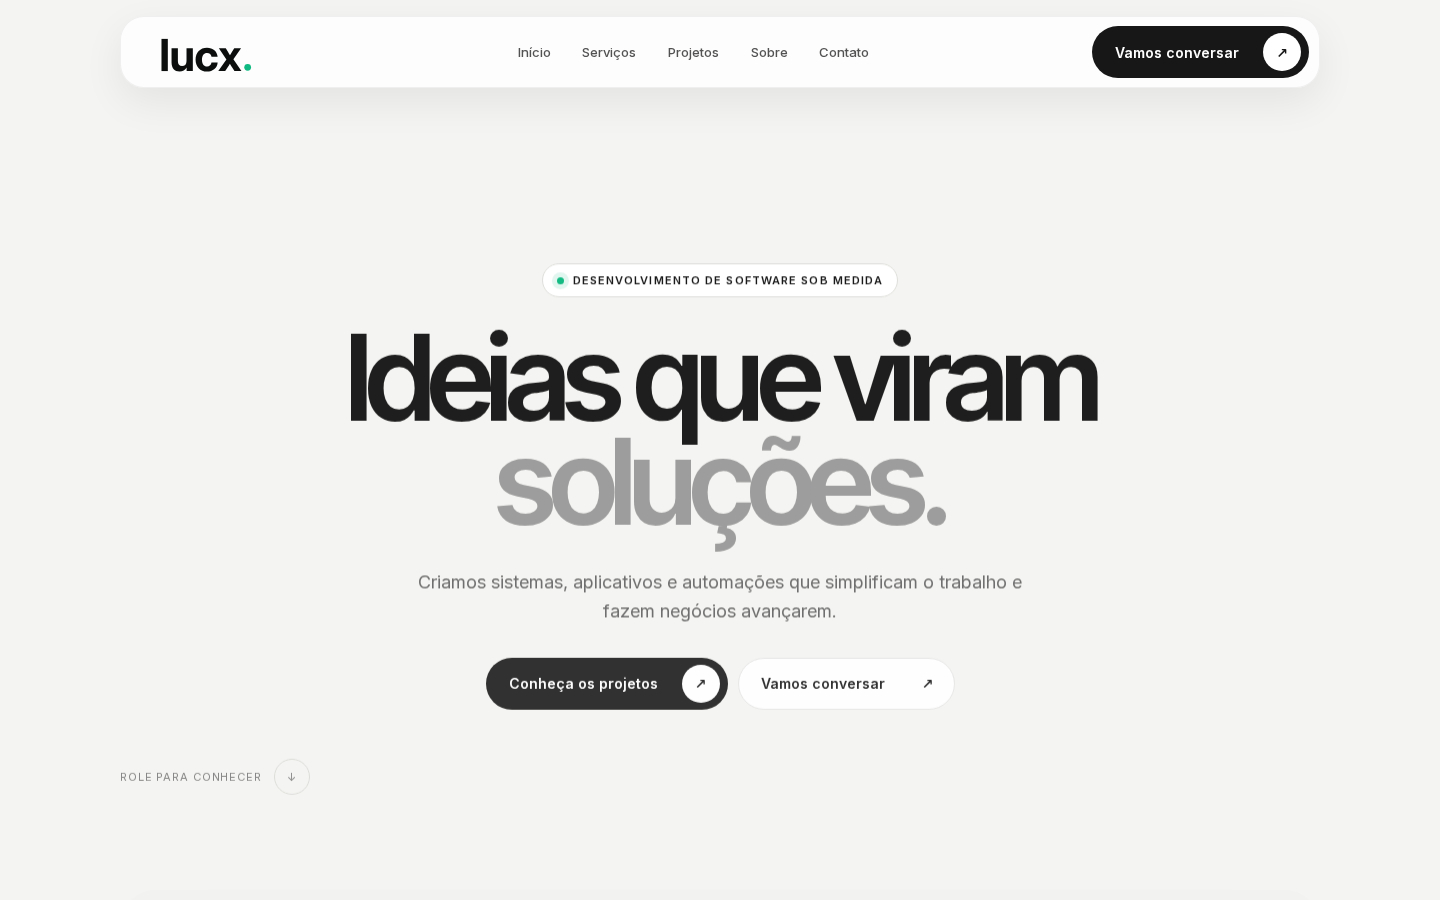 lucx.
Início Serviços Projetos Sobre Contato
Vamos conversar ↗
DESENVOLVIMENTO DE SOFTWARE SOB MEDIDA
Ideias que viram
soluções.
Criamos sistemas, aplicativos e automações que simplificam o trabalho e
fazem negócios avançarem.
Conheça os projetos ↗
Vamos conversar ↗
ROLE PARA CONHECER ↓